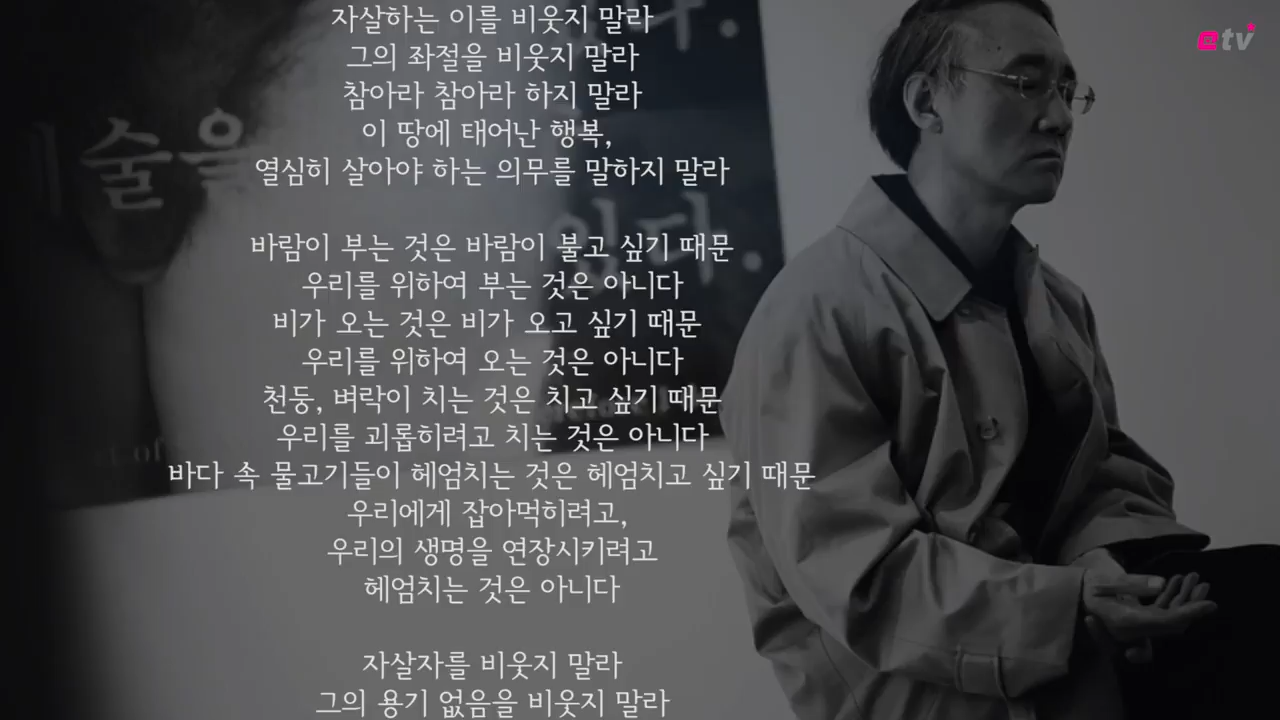 자살하는 이를 비웃지 말라
그의 좌절을 비웃지 말라
참아라 참아라 하지 말라
이 땅에 태어난 행복,
열심히 살아야 하는 의무를 말하지 말라
바람이 부는 것은 바람이 불고 싶기 때문
우리를 위하여 부는 것은 아니다
비가 오는 것은 비가 오고 싶기 때문
우리를 위하여 오는 것은 아니다
천둥, 벼락이 치는 것은 치고 싶기 때문
우리를 괴롭히려고 치는 것은 아니다
바다 속 물고기들이 헤엄치는 것은 헤엄치고 싶기 때문
우리에게 잡아먹히려고,
우리의 생명을 연장시키려고
헤엄치는 것은 아니다
자살자를 비웃지 말라
그의 용기 없음을 비웃지 말라
etv
술을
있다.
다.
of